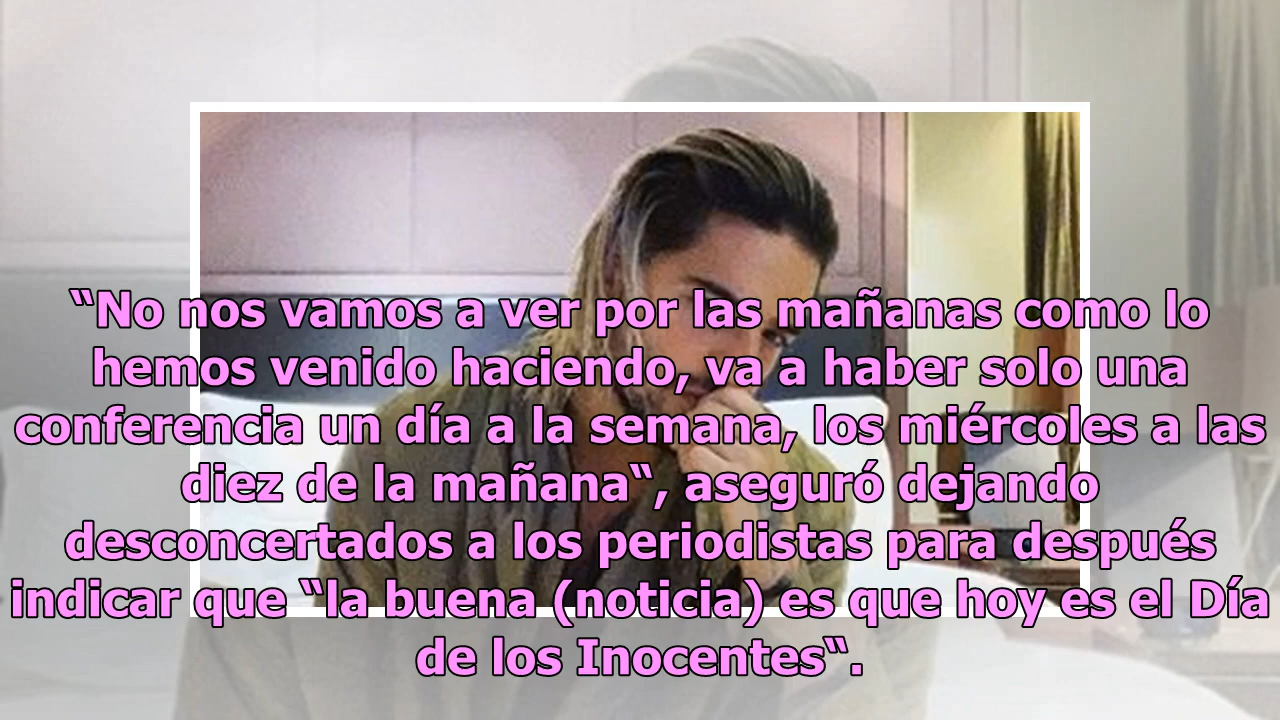 “No nos vamos a ver por las mañanas como lo
hemos venido haciendo, va a haber solo una
conferencia un día a la semana, los miércoles a las
diez de la mañana“, aseguró dejando
desconcertados a los periodistas para después
indicar que “la buena (noticia) es que hoy es el Día
de los Inocentes“.